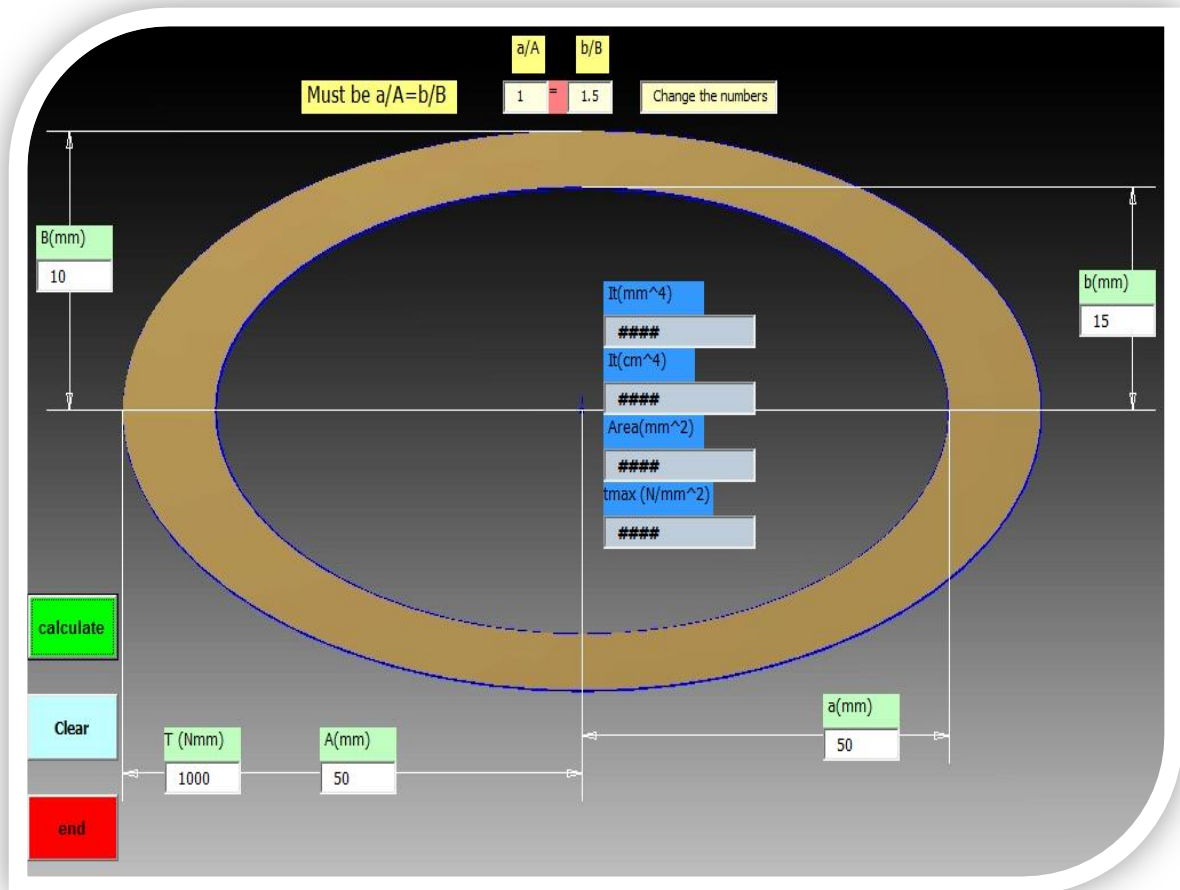 a/A b/B
Must be a/A=b/B 1 = 1.5 Change the numbers
B(mm)
10
b(mm)
15
It(mm^4)
####
It(cm^4)
####
Area(mm^2)
####
tmax (N/mm^2)
####
calculate
Clear
end
T (Nmm)
1000
A(mm)
50
a(mm)
50